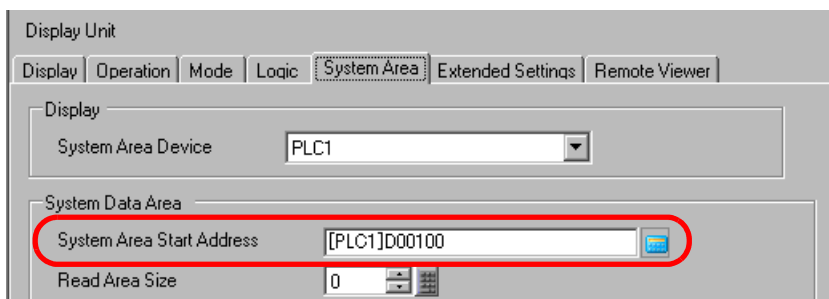 Display Unit
Display Operation Mode Logic System Area Extended Settings Remote Viewer
Display
System Area Device PLC1
System Data Area
System Area Start Address [PLC1]D00100
Read Area Size 0